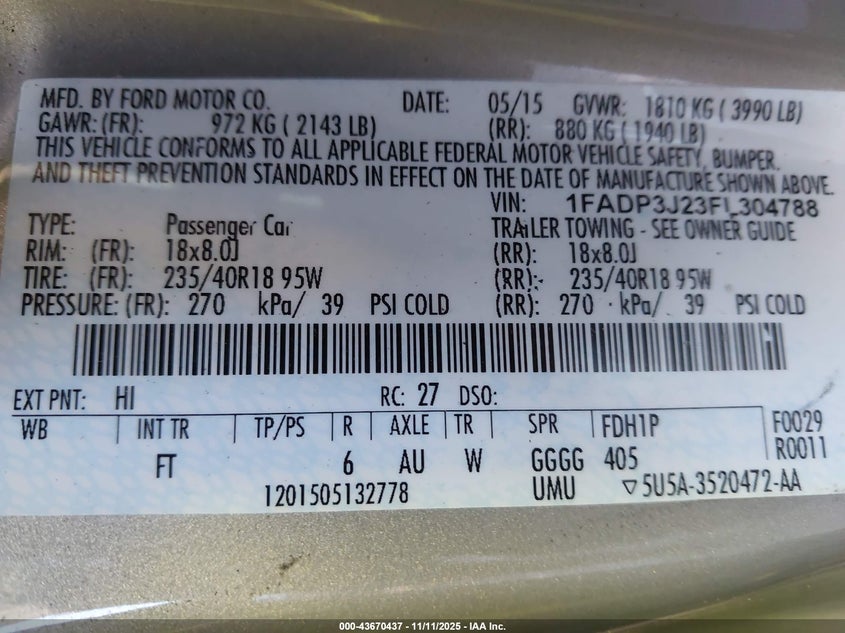 MFD. BY FORD MOTOR CO. DATE: 05/15 GVWR: 1810 KG ( 3990 LB)
GAWR: (FR): 972 KG ( 2143 LB) (RR): 880 KG ( 1940 LB)
THIS VEHICLE CONFORMS TO ALL APPLICABLE FEDERAL MOTOR VEHICLE SAFETY, BUMPER,
AND THEFT PREVENTION STANDARDS IN EFFECT ON THE DATE OF MANUFACTURE SHOWN ABOVE.
VIN: 1FADP3J23FL304788
TYPE: Passenger Car TRAILER TOWING - SEE OWNER GUIDE
RIM: (FR): 18x8.0J (RR): 18x8.0J
TIRE: (FR): 235/40R18 95W (RR): 235/40R18 95W
PRESSURE: (FR): 270 kPa/ 39 PSI COLD (RR): 270 kPa/ 39 PSI COLD
EXT PNT: HI RC: 27 DSO:
WB INT TR TP/PS R AXLE TR SPR FDH1P F0029
FT 6 AU W GGGG 405 R0011
1201505132778 UMU ▽5U5A-3520472-AA
000-43670437 - 11/11/2025 - IAA Inc.